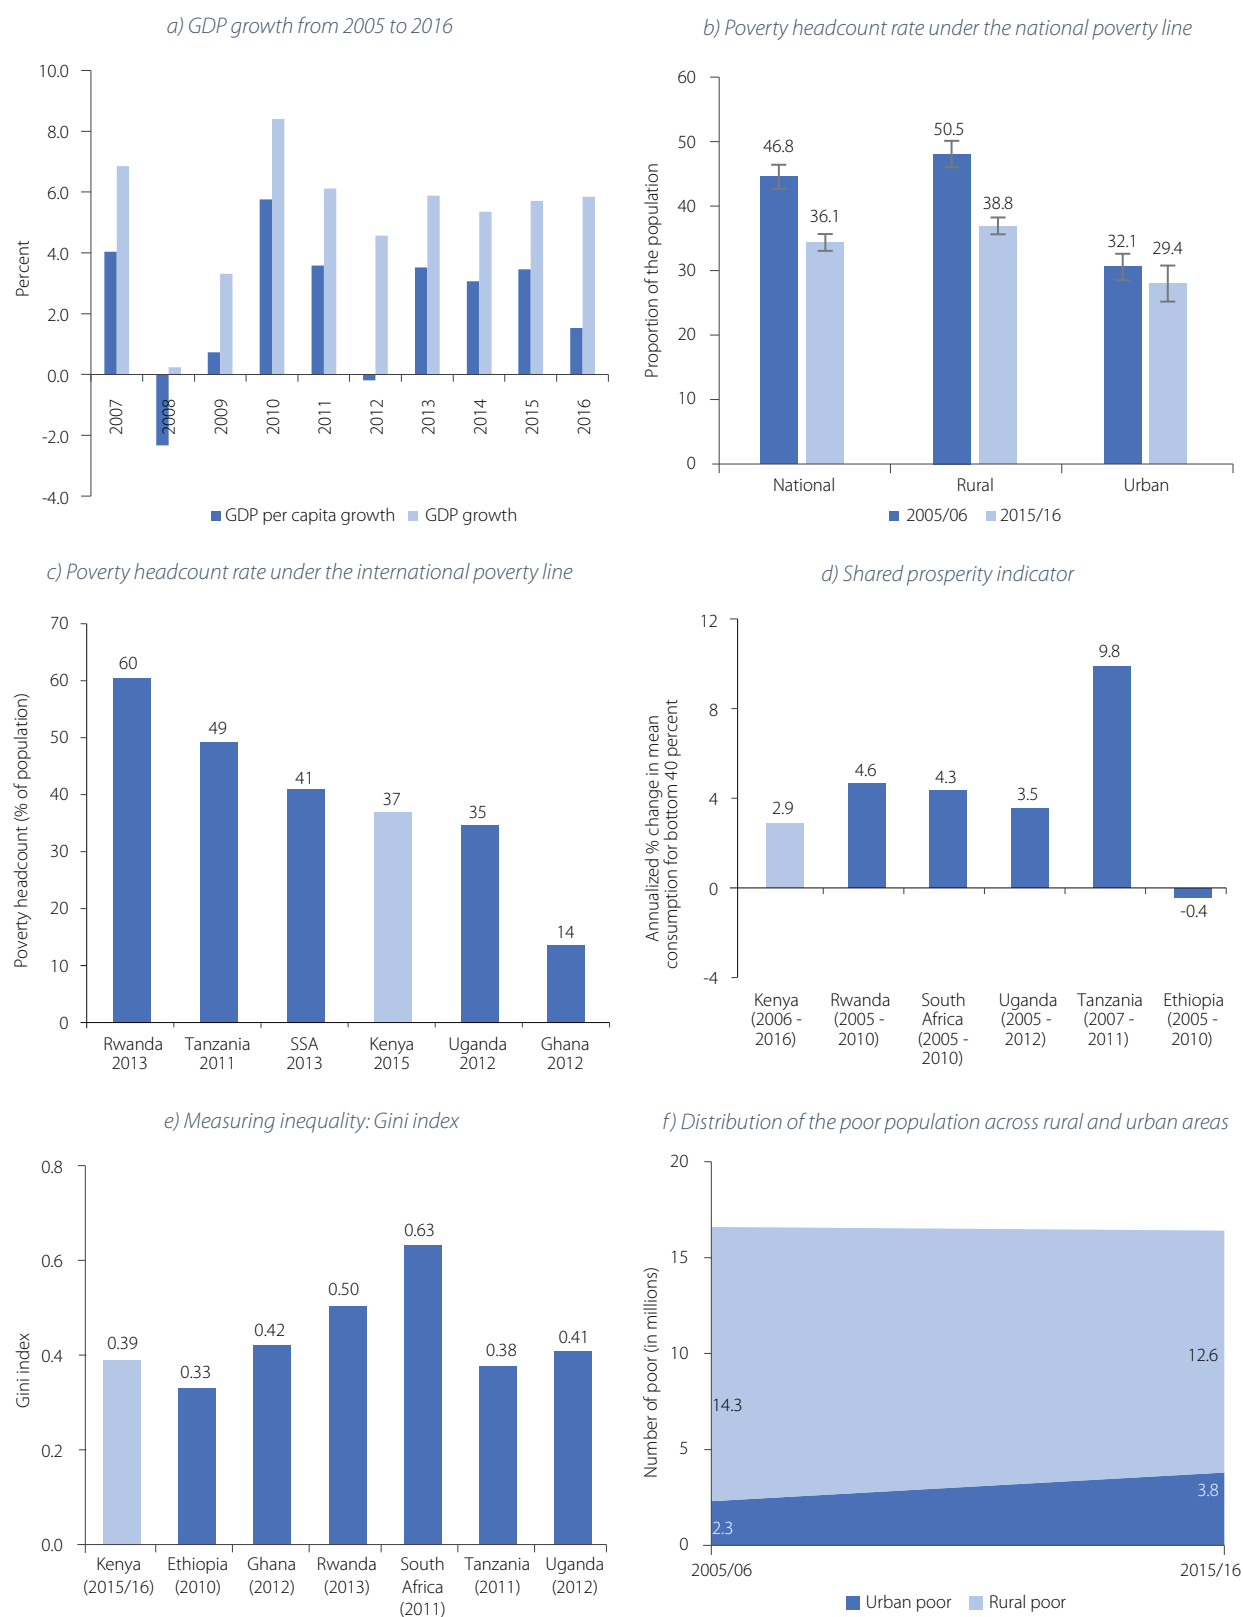 a) GDP growth from 2005 to 2016
10.0
8.0
6.0
4.0
2.0
0.0
-2.0
-4.0
Percent
2007
2008
2009
2010
2011
2012
2013
2014
2015
2016
GDP per capita growth GDP growth
b) Poverty headcount rate under the national poverty line
60
50
40
30
20
10
0
Proportion of the population
46.8
36.1
50.5
38.8
32.1
29.4
National Rural Urban
2005/06 2015/16
c) Poverty headcount rate under the international poverty line
70
60
50
40
30
20
10
0
Poverty headcount (% of population)
60
49
41
37
35
14
Rwanda Tanzania SSA Kenya Uganda Ghana
2013 2011 2013 2015 2012 2012
d) Shared prosperity indicator
12
8
4
0
-4
Annualized % change in mean
consumption for bottom 40 percent
2.9
4.6
4.3
3.5
9.8
-0.4
Kenya
(2006 -
2016)
Rwanda
(2005 -
2010)
South
Africa
(2005 -
2010)
Uganda
(2005 -
2012)
Tanzania
(2007 -
2011)
Ethiopia
(2005 -
2010)
e) Measuring inequality: Gini index
0.8
0.6
0.4
0.2
0.0
Gini index
0.39
0.33
0.42
0.50
0.63
0.38
0.41
Kenya
(2015/16)
Ethiopia
(2010)
Ghana
(2012)
Rwanda
(2013)
South
Africa
(2011)
Tanzania
(2011)
Uganda
(2012)
f) Distribution of the poor population across rural and urban areas
20
15
10
5
0
Number of poor (in millions)
14.3
12.6
2.3
3.8
2005/06 2015/16
Urban poor Rural poor